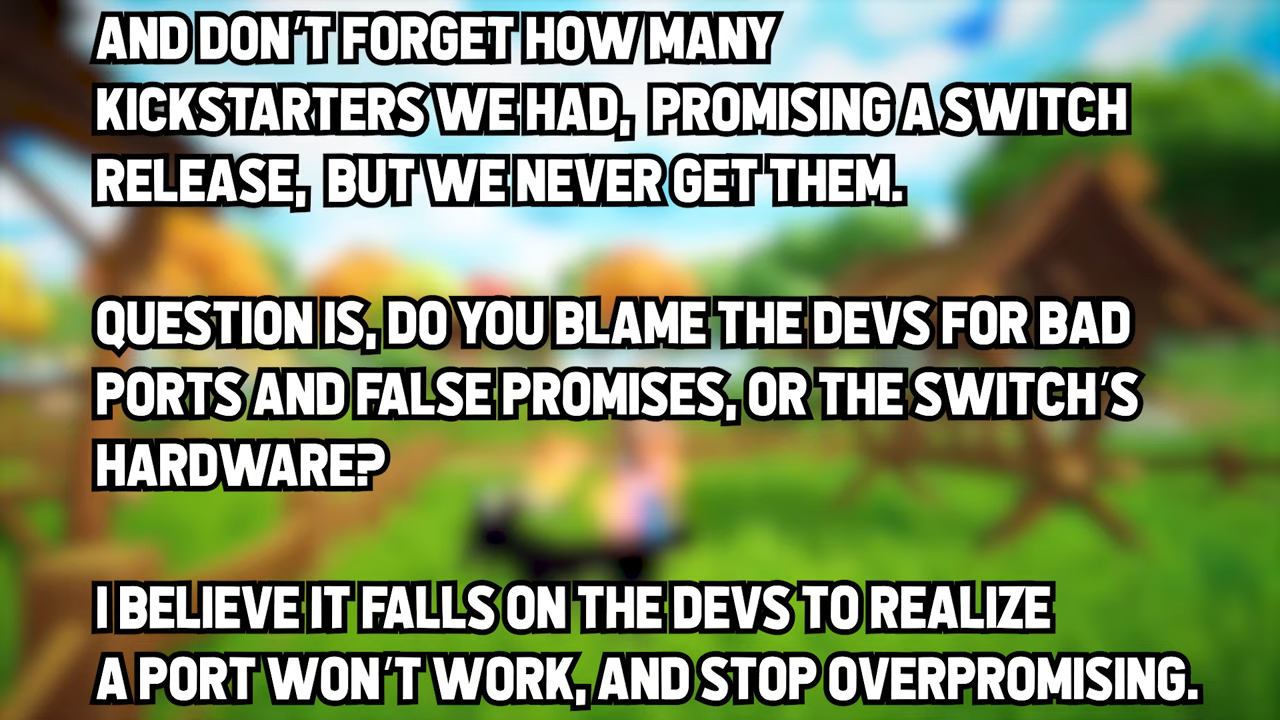 AND DON'T FORGET HOW MANY
KICKSTARTERS WE HAD, PROMISING A SWITCH
RELEASE, BUT WE NEVER GET THEM.
QUESTION IS, DO YOU BLAME THE DEVS FOR BAD
PORTS AND FALSE PROMISES, OR THE SWITCH'S
HARDWARE?
I BELIEVE IT FALLS ON THE DEVS TO REALIZE
A PORT WON'T WORK, AND STOP OVERPROMISING.